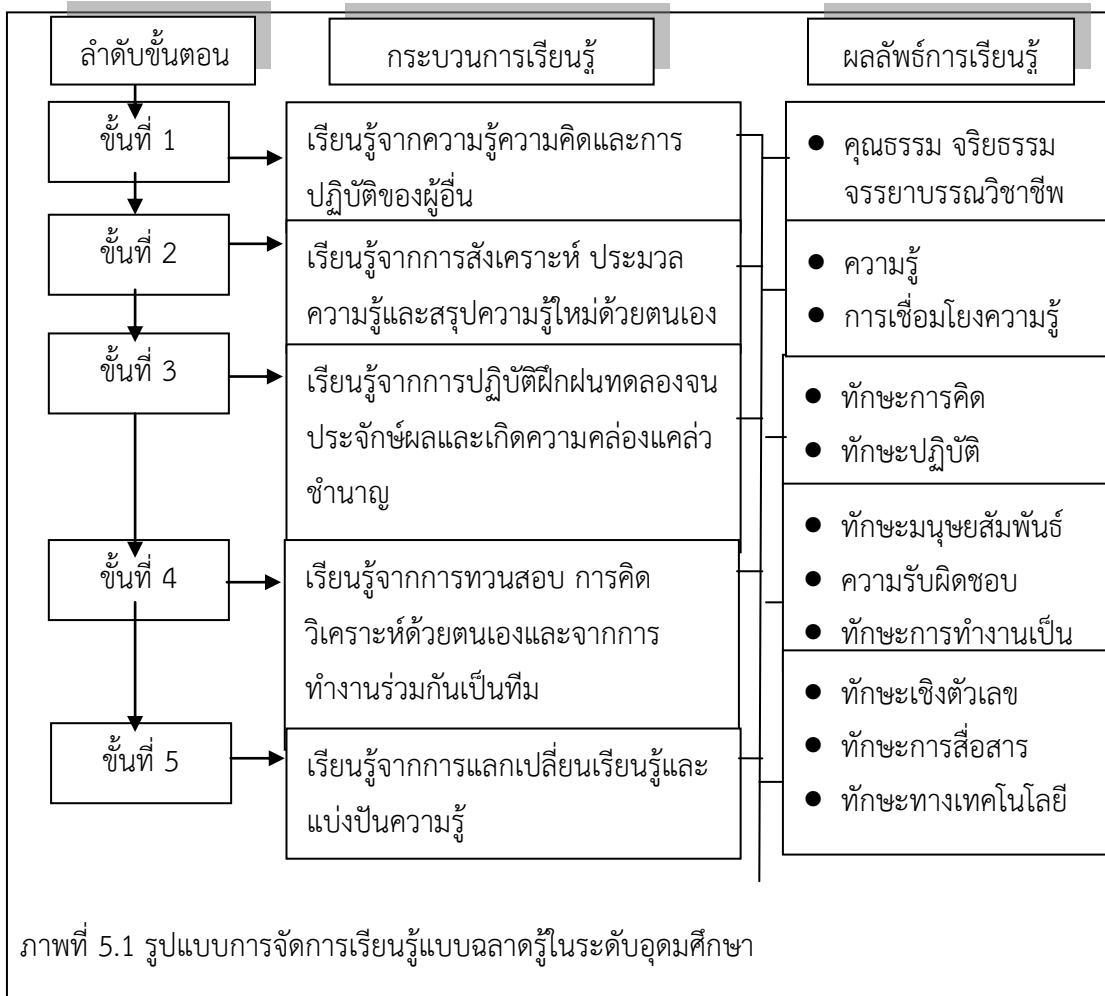 ลำดับขั้นตอน
กระบวนการเรียนรู้
ผลลัพธ์การเรียนรู้
ขั้นที่ 1
เรียนรู้จากความรู้ความคิดและการ
ปฏิบัติของผู้อื่น
● คุณธรรม จริยธรรม
จรรยาบรรณวิชาชีพ
ขั้นที่ 2
เรียนรู้จากการสังเคราะห์ ประมวล
ความรู้และสรุปความรู้ใหม่ด้วยตนเอง
● ความรู้
● การเชื่อมโยงความรู้
ขั้นที่ 3
เรียนรู้จากการปฏิบัติฝึกฝนทดลองจน
ประจักษ์ผลและเกิดความคล่องแคล่ว
ชำนาญ
● ทักษะการคิด
● ทักษะปฏิบัติ
ขั้นที่ 4
เรียนรู้จากการทวนสอบ การคิด
วิเคราะห์ด้วยตนเองและจากการ
ทำงานร่วมกันเป็นทีม
● ทักษะมนุษยสัมพันธ์
● ความรับผิดชอบ
● ทักษะการทำงานเป็น
ขั้นที่ 5
เรียนรู้จากการแลกเปลี่ยนเรียนรู้และ
แบ่งปันความรู้
● ทักษะเชิงตัวเลข
● ทักษะการสื่อสาร
● ทักษะทางเทคโนโลยี
ภาพที่ 5.1 รูปแบบการจัดการเรียนรู้แบบฉลาดรู้ในระดับอุดมศึกษา